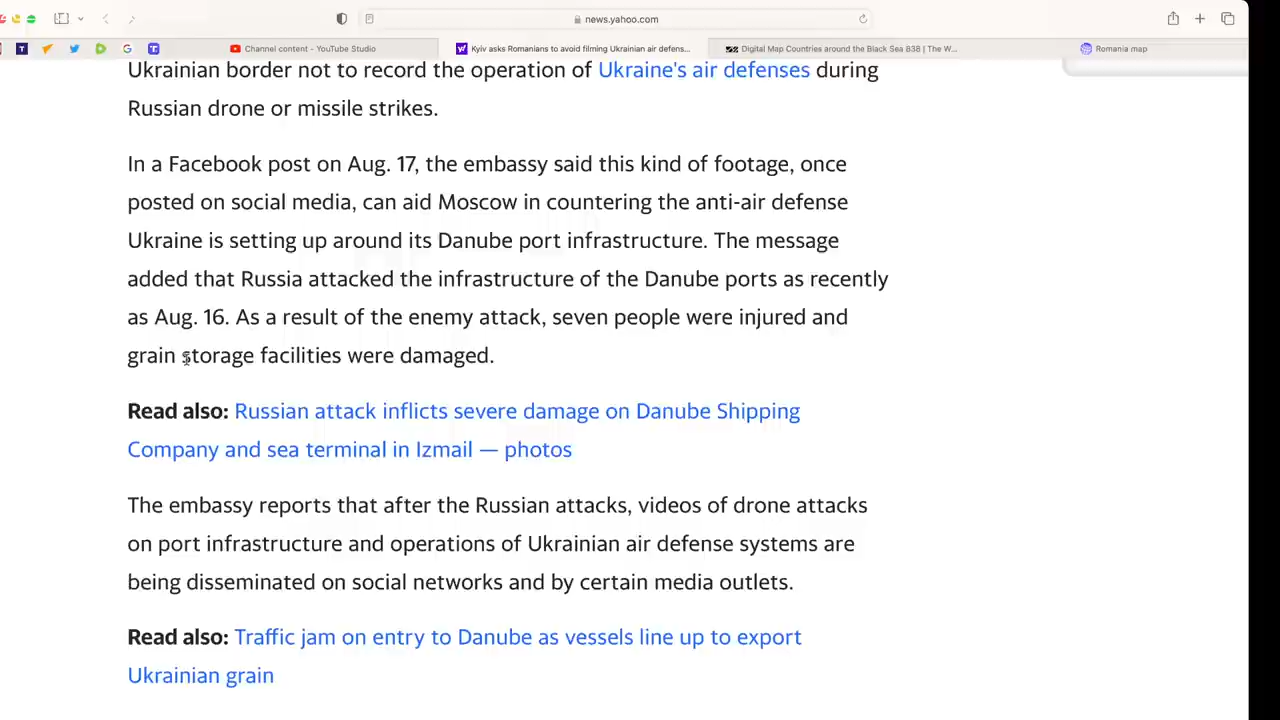 news.yahoo.com
Channel content - YouTube Studio
Kyiv asks Romanians to avoid filming Ukrainian air defens...
Digital Map Countries around the Black Sea 838 | The W...
Romania map
Ukrainian border not to record the operation of Ukraine's air defenses during
Russian drone or missile strikes.
In a Facebook post on Aug. 17, the embassy said this kind of footage, once
posted on social media, can aid Moscow in countering the anti-air defense
Ukraine is setting up around its Danube port infrastructure. The message
added that Russia attacked the infrastructure of the Danube ports as recently
as Aug. 16. As a result of the enemy attack, seven people were injured and
grain storage facilities were damaged.
Read also: Russian attack inflicts severe damage on Danube Shipping
Company and sea terminal in Izmail — photos
The embassy reports that after the Russian attacks, videos of drone attacks
on port infrastructure and operations of Ukrainian air defense systems are
being disseminated on social networks and by certain media outlets.
Read also: Traffic jam on entry to Danube as vessels line up to export
Ukrainian grain